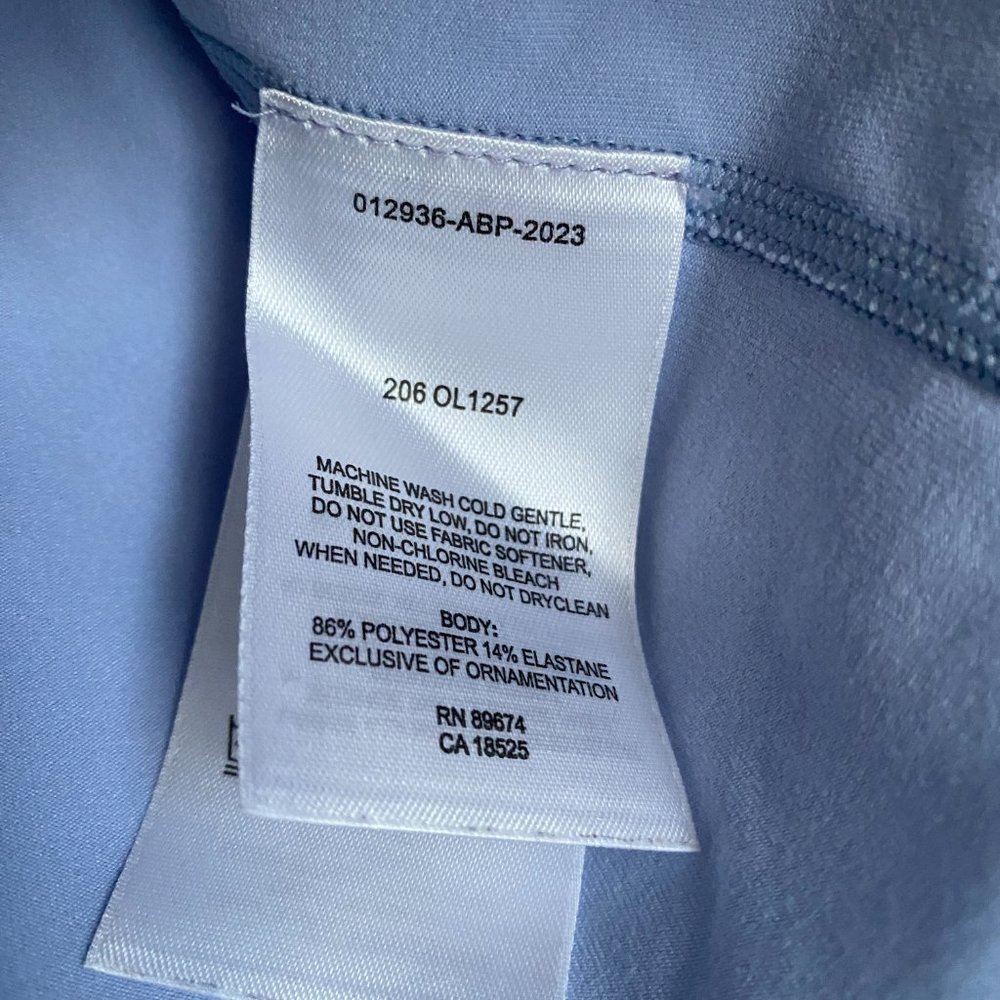 012936-ABP-2023
206 OL1257
MACHINE WASH COLD GENTLE,
TUMBLE DRY LOW, DO NOT IRON,
DO NOT USE FABRIC SOFTENER,
NON-CHLORINE BLEACH
WHEN NEEDED, DO NOT DRYCLEAN
BODY:
86% POLYESTER 14% ELASTANE
EXCLUSIVE OF ORNAMENTATION
RN 89674
CA 18525